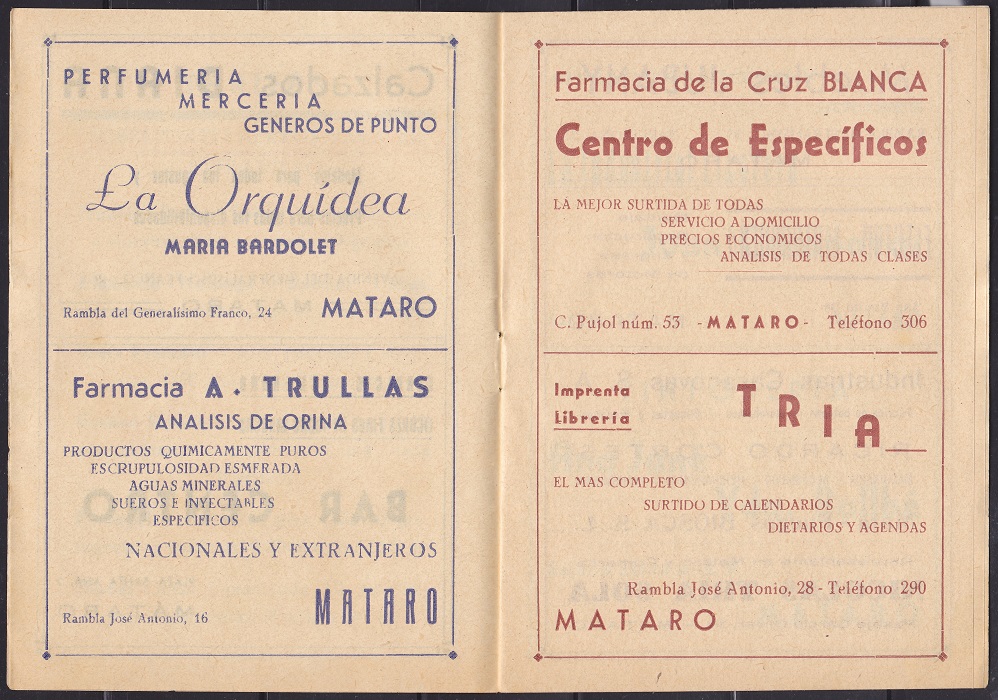 PERFUMERIA
MERCERIA
GENEROS DE PUNTO
La Orquídea
MARIA BARDOLET
Rambla del Generalísimo Franco, 24 MATARO
Farmacia A. TRULLAS
ANALISIS DE ORINA
PRODUCTOS QUIMICAMENTE PUROS
ESCRUPULOSIDAD ESMERADA
AGUAS MINERALES
SUEROS E INYECTABLES
ESPECIFICOS
NACIONALES Y EXTRANJEROS
Rambla José Antonio, 16 MATARO
Farmacia de la Cruz BLANCA
Centro de Específicos
LA MEJOR SURTIDA DE TODAS
SERVICIO A DOMICILIO
PRECIOS ECONOMICOS
ANALISIS DE TODAS CLASES
C. Pujol núm. 53 - MATARO - Teléfono 306
Imprenta
Librería
TRIA
EL MAS COMPLETO
SURTIDO DE CALENDARIOS
DIETARIOS Y AGENDAS
Rambla José Antonio, 28 - Teléfono 290
MATARO